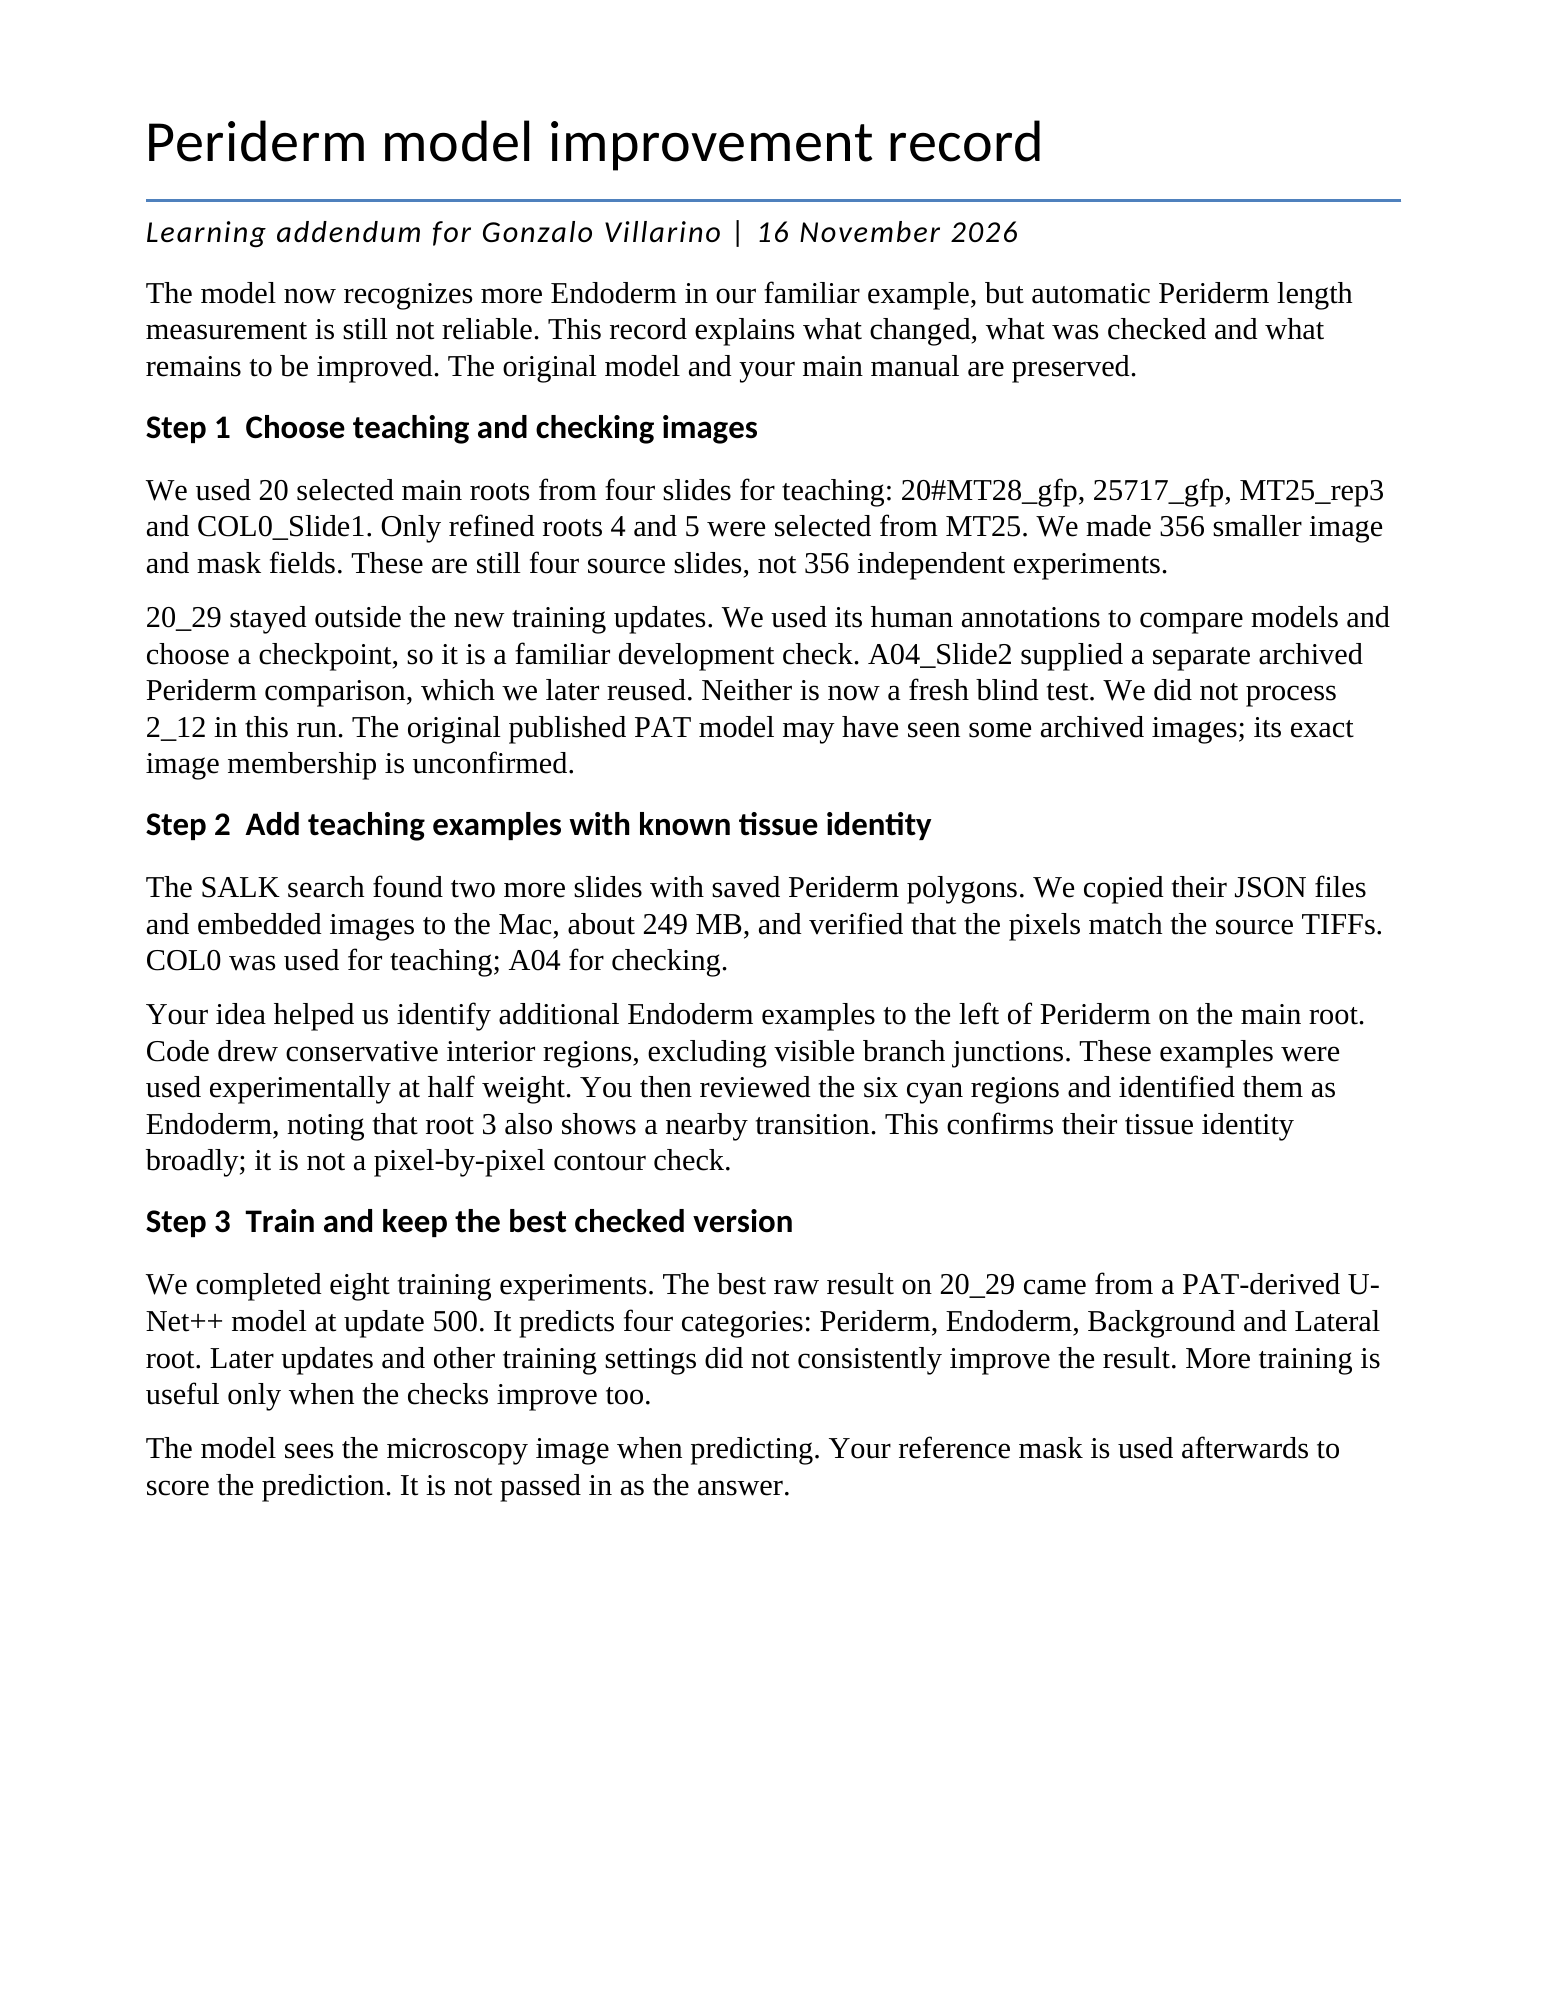 Periderm model improvement record
Learning addendum for Gonzalo Villarino | 16 November 2026
The model now recognizes more Endoderm in our familiar example, but automatic Periderm length
measurement is still not reliable. This record explains what changed, what was checked and what
remains to be improved. The original model and your main manual are preserved.
Step 1  Choose teaching and checking images
We used 20 selected main roots from four slides for teaching: 20#MT28_gfp, 25717_gfp, MT25_rep3
and COL0_Slide1. Only refined roots 4 and 5 were selected from MT25. We made 356 smaller image
and mask fields. These are still four source slides, not 356 independent experiments.
20_29 stayed outside the new training updates. We used its human annotations to compare models and
choose a checkpoint, so it is a familiar development check. A04_Slide2 supplied a separate archived
Periderm comparison, which we later reused. Neither is now a fresh blind test. We did not process
2_12 in this run. The original published PAT model may have seen some archived images; its exact
image membership is unconfirmed.
Step 2  Add teaching examples with known tissue identity
The SALK search found two more slides with saved Periderm polygons. We copied their JSON files
and embedded images to the Mac, about 249 MB, and verified that the pixels match the source TIFFs.
COL0 was used for teaching; A04 for checking.
Your idea helped us identify additional Endoderm examples to the left of Periderm on the main root.
Code drew conservative interior regions, excluding visible branch junctions. These examples were
used experimentally at half weight. You then reviewed the six cyan regions and identified them as
Endoderm, noting that root 3 also shows a nearby transition. This confirms their tissue identity
broadly; it is not a pixel-by-pixel contour check.
Step 3  Train and keep the best checked version
We completed eight training experiments. The best raw result on 20_29 came from a PAT-derived U-
Net++ model at update 500. It predicts four categories: Periderm, Endoderm, Background and Lateral
root. Later updates and other training settings did not consistently improve the result. More training is
useful only when the checks improve too.
The model sees the microscopy image when predicting. Your reference mask is used afterwards to
score the prediction. It is not passed in as the answer.